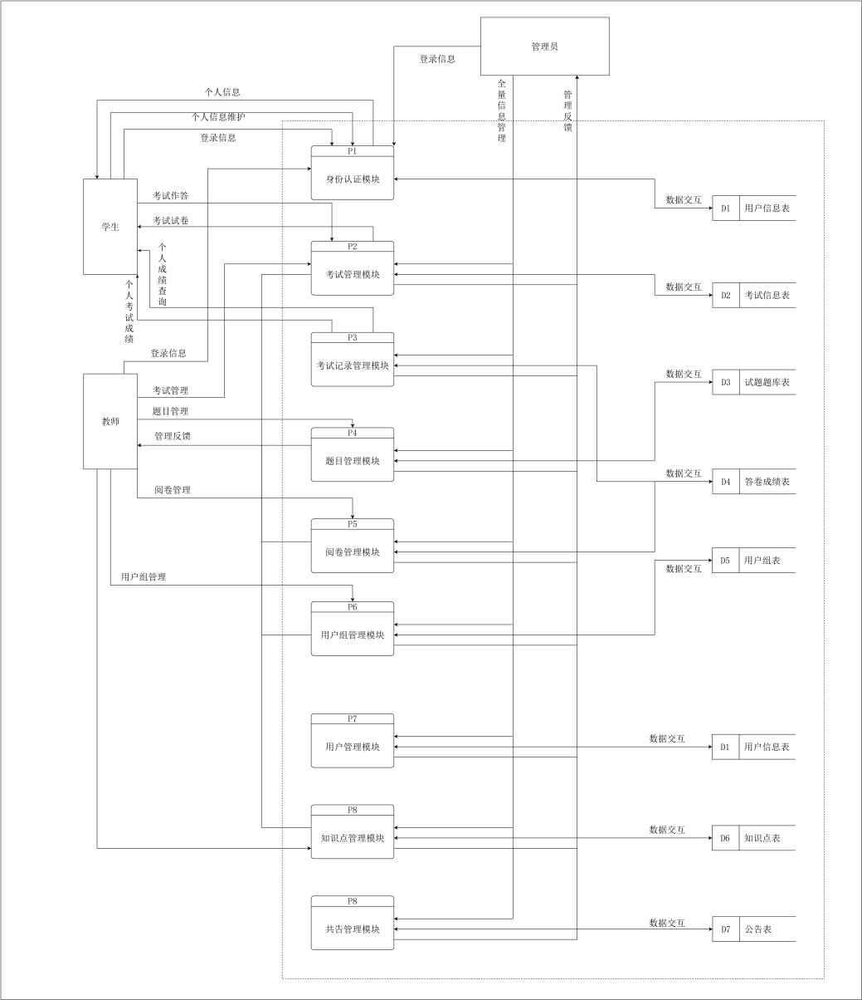 管理员
登录信息
全量信息管理
管理反馈
个人信息
个人信息维护
登录信息
P1
身份认证模块
学生
考试作答
考试试卷
个人成绩查询
个人考试成绩
数据交互
D1 用户信息表
P2
考试管理模块
数据交互
D2 考试信息表
P3
考试记录管理模块
登录信息
教师
考试管理
题目管理
管理反馈
阅卷管理
用户组管理
数据交互
D3 试题题库表
P4
题目管理模块
数据交互
D4 答卷成绩表
P5
阅卷管理模块
数据交互
D5 用户组表
P6
用户组管理模块
P7
用户管理模块
数据交互
D1 用户信息表
P8
知识点管理模块
数据交互
D6 知识点表
P8
共告管理模块
数据交互
D7 公告表